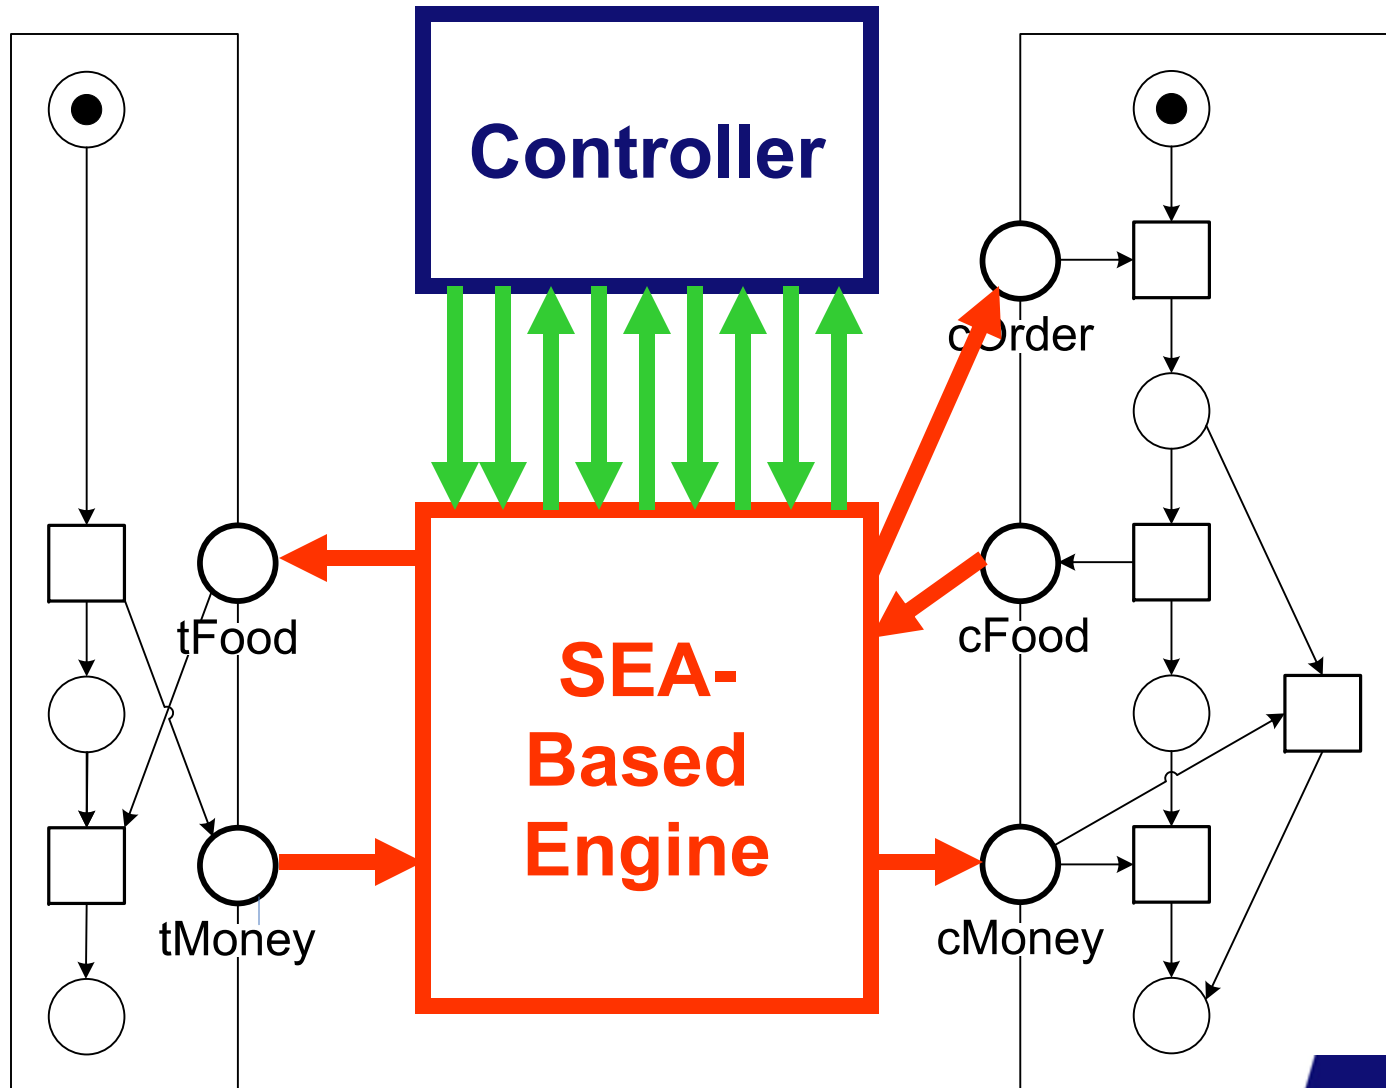 Controller
cOrder
tFood
cFood
SEA-
Based
Engine
tMoney
cMoney